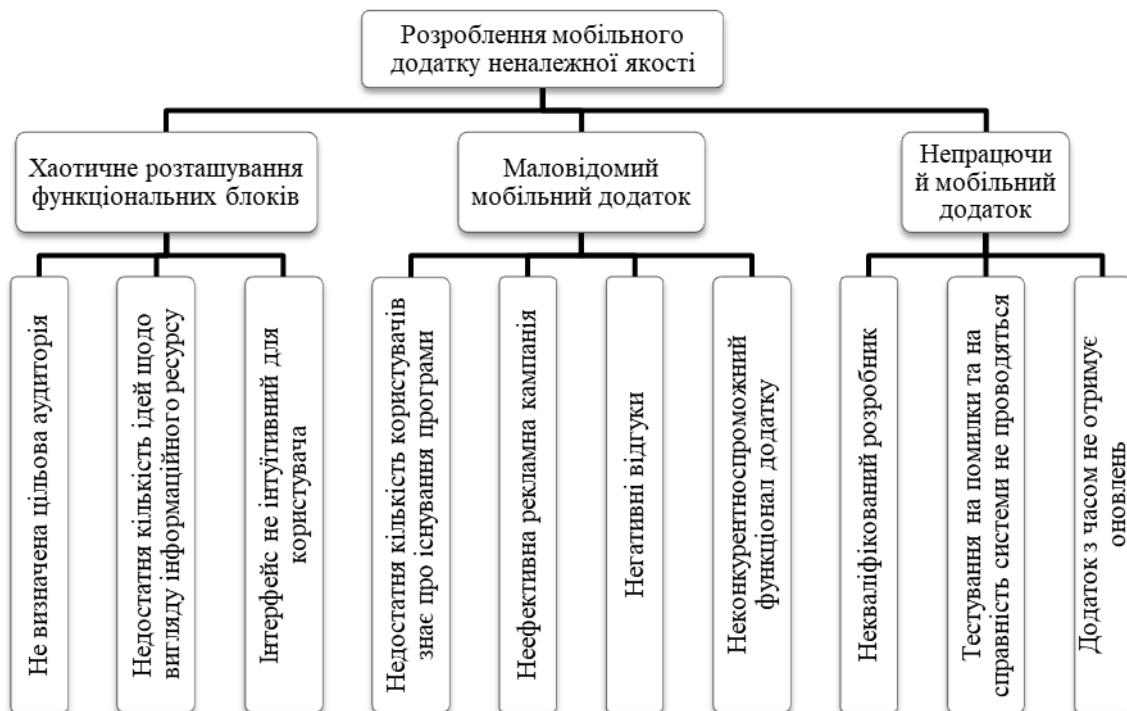 Розроблення мобільного
додатку неналежної якості
Хаотичне розташування
функціональних блоків
Маловідомий
мобільний додаток
Непрацюючи
й мобільний
додаток
Не визначена цільова аудиторія
Недостатня кількість ідей щодо
вигляду інформаційного ресурсу
Інтерфейс не інтуїтивний для
користувача
Недостатня кількість користувачів
знає про існування програми
Неефективна рекламна кампанія
Негативні відгуки
Неконкурентноспроможний
функціонал додатку
Некваліфікований розробник
Тестування на помилки та на
справність системи не проводяться
Додаток з часом не отримує
оновлень